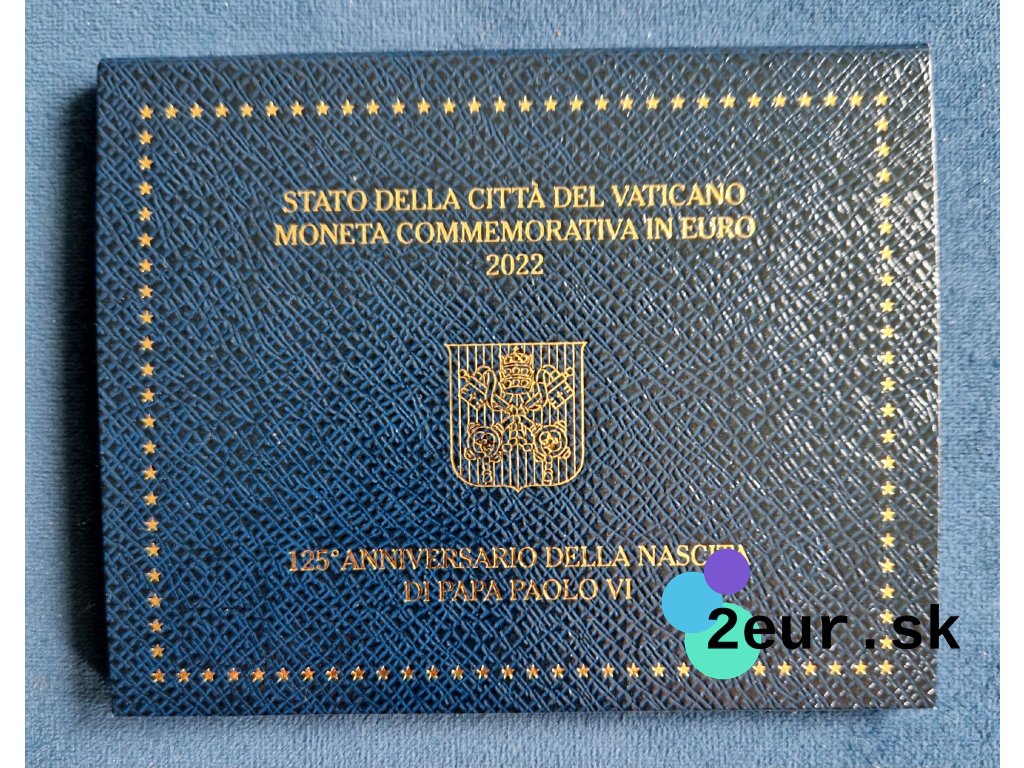 STATO DELLA CITTÀ DEL VATICANO
MONETA COMMEMORATIVA IN EURO
2022
125° ANNIVERSARIO DELLA NASCITA
DI PAPA PAOLO VI
2eur.sk